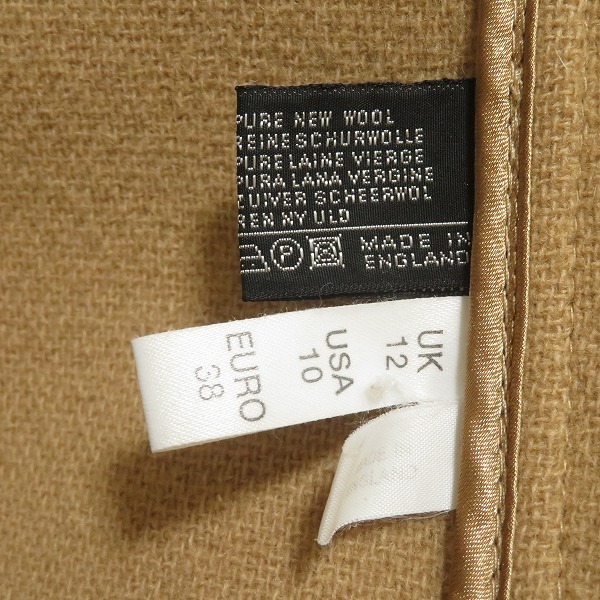 PURE NEW WOOL
REINE SCHURWOLLE
PURE LAINE VIERGE
PURA LANA VERGINE
ZUIVER SCHEERWOL
REN NY ULD
P
MADE IN
ENGLAND
UK
12
USA
10
EURO
38